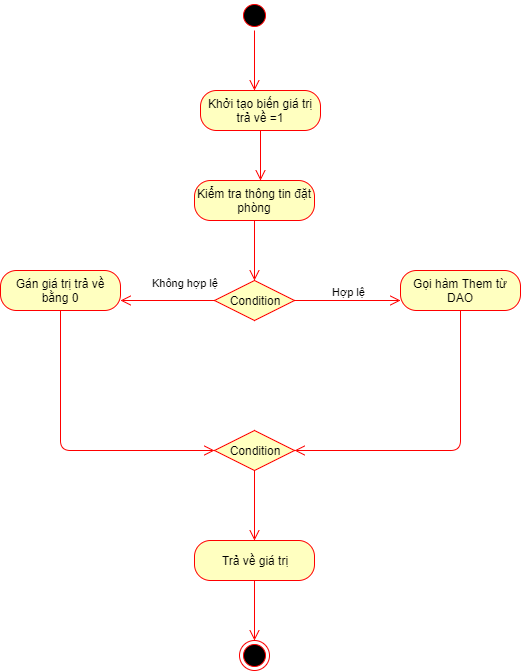 Khởi tạo biến giá trị
trả về =1
Kiểm tra thông tin đặt
phòng
Không hợp lệ
Hợp lệ
Gán giá trị trả về
bằng 0
Condition
Gọi hàm Them từ
DAO
Condition
Trả về giá trị